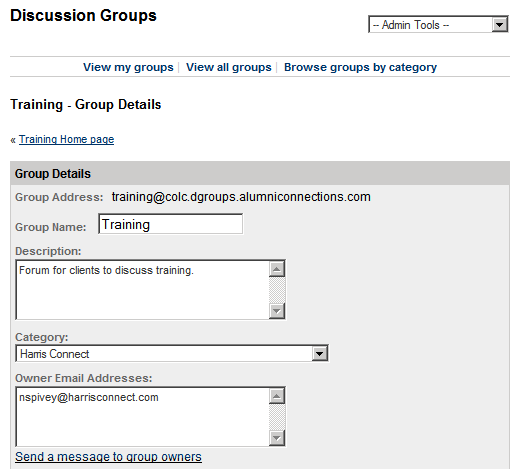 Discussion Groups
-- Admin Tools --
View my groups | View all groups | Browse groups by category
Training - Group Details
« Training Home page
Group Details
Group Address: training@colc.dgroups.alumniconnections.com
Group Name: Training
Description:
Forum for clients to discuss training.
Category:
Harris Connect
Owner Email Addresses:
nspivey@harrisconnect.com
Send a message to group owners